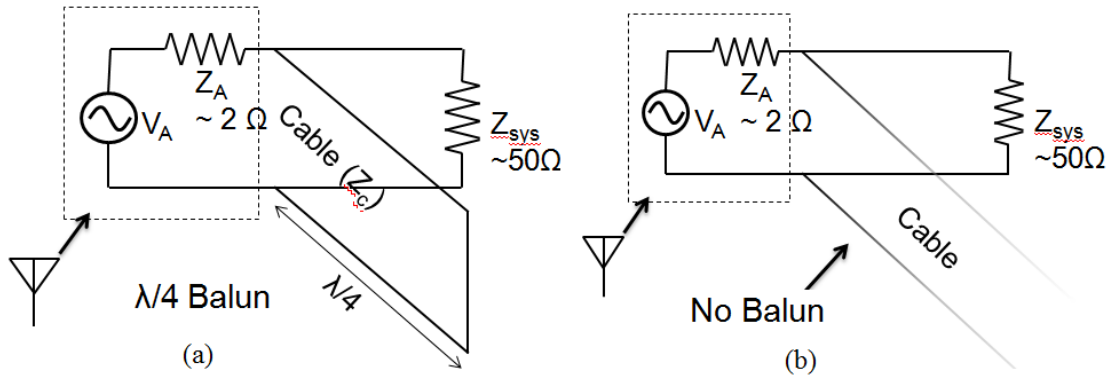 Z_A
~ 2 Ω
V_A
Cable (Z_c)
Z_sys
~50Ω
λ/4
λ/4 Balun
(a)
Z_A
~ 2 Ω
V_A
Z_sys
~50Ω
Cable
No Balun
(b)